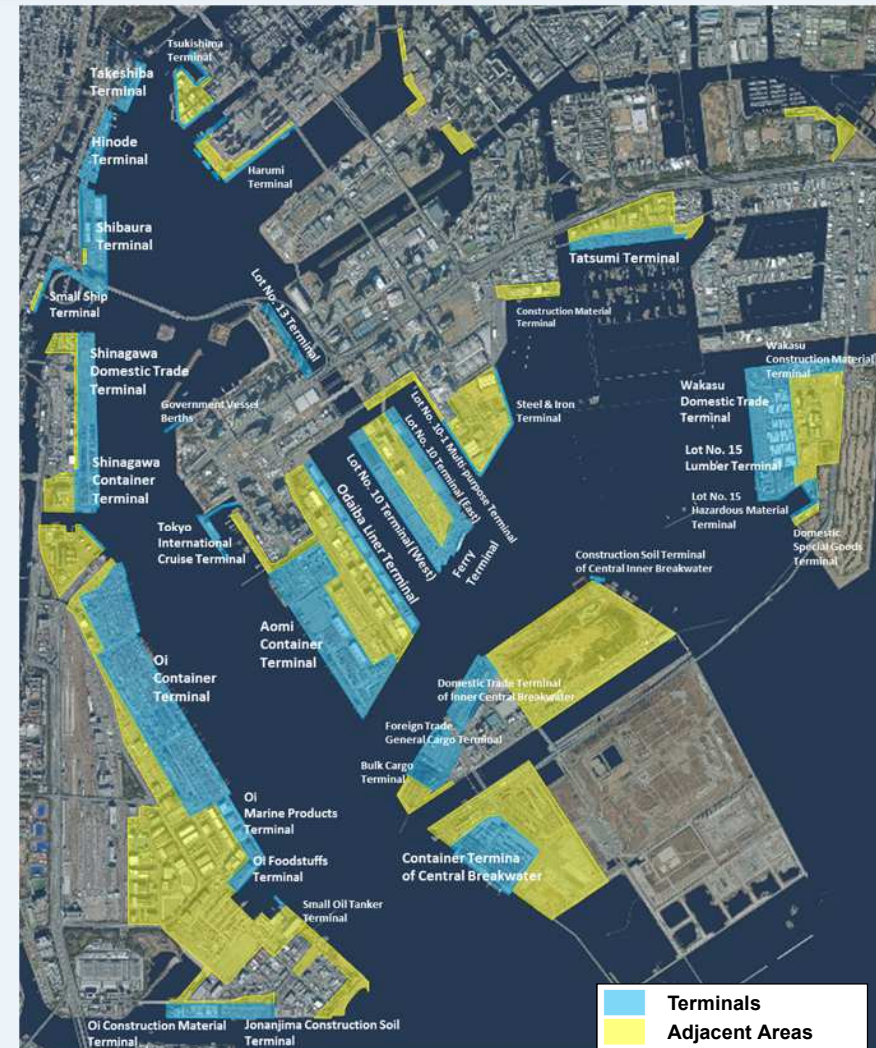 Tsukishima
Terminal
Takeshiba
Terminal
Hinode
Terminal
Harumi
Terminal
Shibaura
Terminal
Tatsumi Terminal
Small Ship
Terminal
Lot No. 13 Terminal
Construction Material
Terminal
Shinagawa
Domestic Trade
Terminal
Wakasu
Construction Material
Terminal
Government Vessel
Berths
Steel & Iron
Terminal
Wakasu
Domestic Trade
Terminal
Lot No. 10-1 Multi-purpose Terminal
Lot No. 10 Terminal (East)
Lot No. 10 Terminal (West)
Ferry
Terminal
Odaiba Liner Terminal
Lot No. 15
Lumber Terminal
Shinagawa
Container
Terminal
Lot No. 15
Hazardous Material
Terminal
Tokyo
International
Cruise Terminal
Domestic
Special Goods
Terminal
Construction Soil Terminal
of Central Inner Breakwater
Aomi
Container
Terminal
Oi
Container
Terminal
Domestic Trade Terminal
of Inner Central Breakwater
Foreign Trade
General Cargo Terminal
Bulk Cargo
Terminal
Oi
Marine Products
Terminal
Container Termina
of Central Breakwater
Oi Foodstuffs
Terminal
Small Oil Tanker
Terminal
Oi Construction Material
Terminal
Jonanjima Construction Soil
Terminal
Terminals
Adjacent Areas